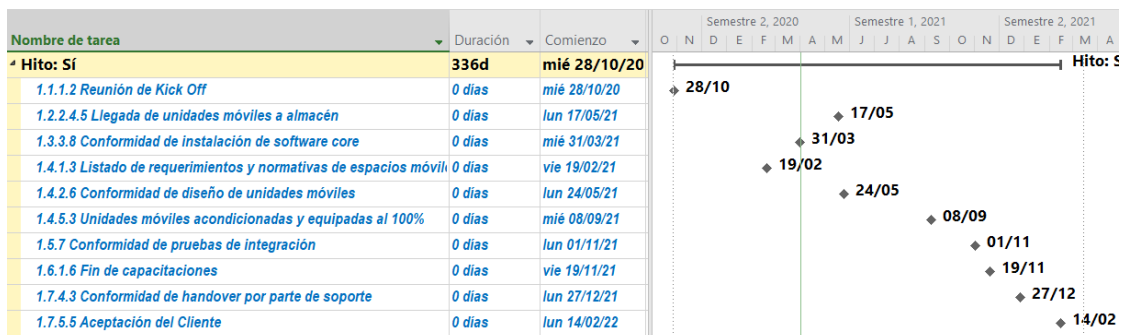 Semestre 2, 2020 Semestre 1, 2021 Semestre 2, 2021
Nombre de tarea Duración Comienzo O N D E F M A M J J A S O N D E F M A
Hito: Sí 336d mié 28/10/20 Hito: S
1.1.1.2 Reunión de Kick Off 0 días mié 28/10/20 28/10
1.2.2.4.5 Llegada de unidades móviles a almacén 0 días lun 17/05/21 17/05
1.3.3.8 Conformidad de instalación de software core 0 días mié 31/03/21 31/03
1.4.1.3 Listado de requerimientos y normativas de espacios móvil 0 días vie 19/02/21 19/02
1.4.2.6 Conformidad de diseño de unidades móviles 0 días lun 24/05/21 24/05
1.4.5.3 Unidades móviles acondicionadas y equipadas al 100% 0 días mié 08/09/21 08/09
1.5.7 Conformidad de pruebas de integración 0 días lun 01/11/21 01/11
1.6.1.6 Fin de capacitaciones 0 días vie 19/11/21 19/11
1.7.4.3 Conformidad de handover por parte de soporte 0 días lun 27/12/21 27/12
1.7.5.5 Aceptación del Cliente 0 días lun 14/02/22 14/02